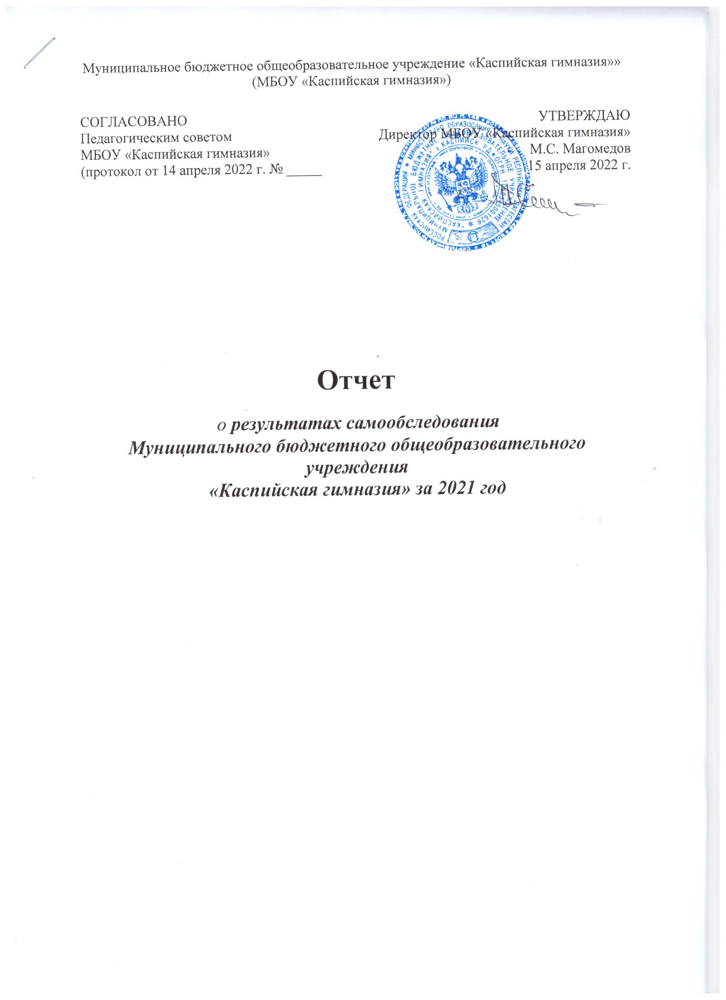 Муниципальное бюджетное общеобразовательное учреждение «Каспийская гимназия»»
(МБОУ «Каспийская гимназия»)
СОГЛАСОВАНО
Педагогическим советом
МБОУ «Каспийская гимназия»
(протокол от 14 апреля 2022 г. № _____
УТВЕРЖДАЮ
Директор МБОУ «Каспийская гимназия»
М.С. Магомедов
15 апреля 2022 г.
РОССИЙСКАЯ ФЕДЕРАЦИЯ * МИНИСТЕРСТВО ОБРАЗОВАНИЯ И НАУКИ РЕСПУБЛИКИ ДАГЕСТАН
МУНИЦИПАЛЬНОЕ БЮДЖЕТНОЕ ОБЩЕОБРАЗОВАТЕЛЬНОЕ УЧРЕЖДЕНИЕ
"КАСПИЙСКАЯ ГИМНАЗИЯ" Г КАСПИЙСК РД * ОГРН
Отчет
о результатах самообследования
Муниципального бюджетного общеобразовательного
учреждения
«Каспийская гимназия» за 2021 год